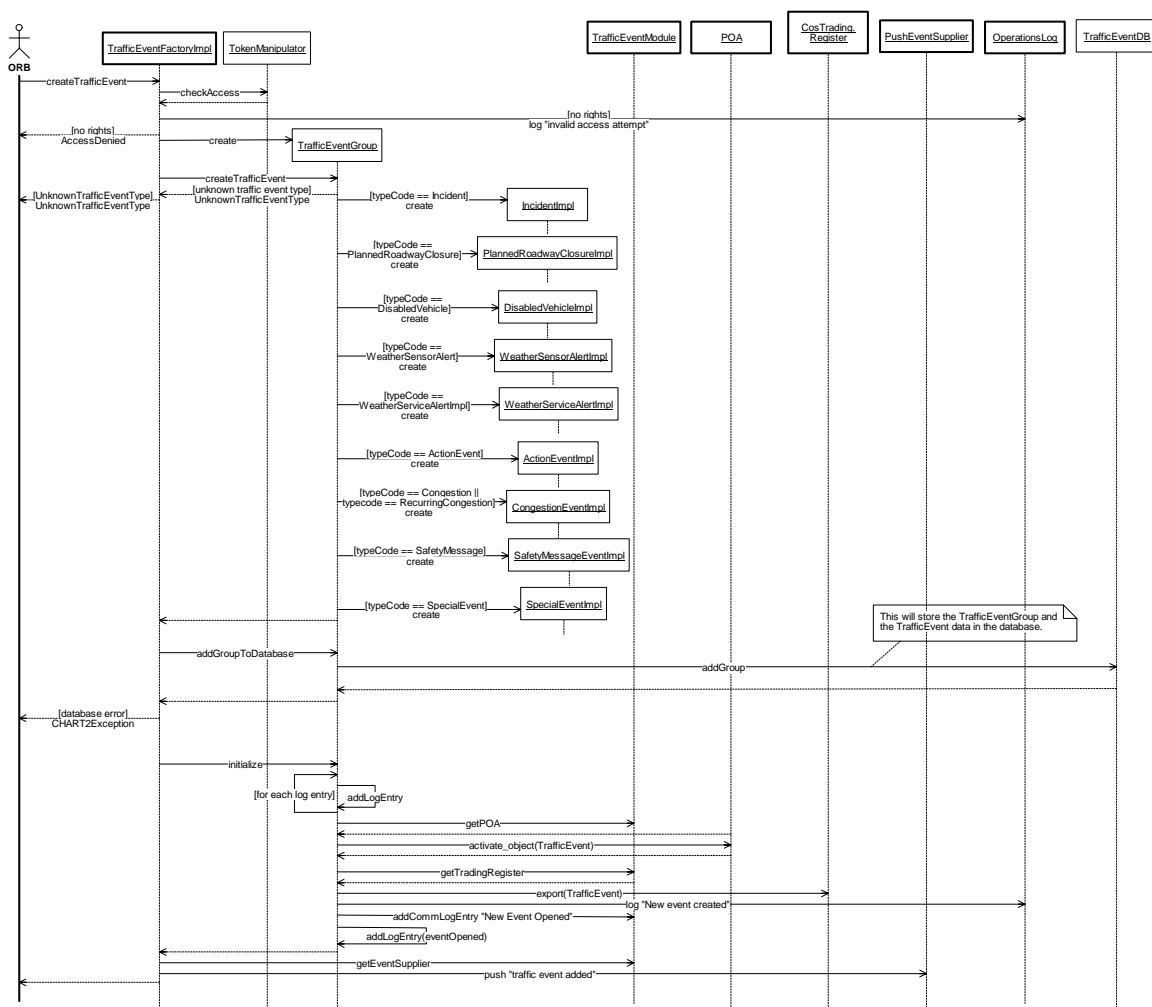 ORB
TrafficEventFactoryImpl
TokenManipulator
TrafficEventModule
POA
CosTrading.
Register
PushEventSupplier
OperationsLog
TrafficEventDB
createTrafficEvent
checkAccess
[no rights]
log "invalid access attempt"
[no rights]
AccessDenied
create
TrafficEventGroup
createTrafficEvent
[unknown traffic event type]
UnknownTrafficEventType
[UnknownTrafficEventType]
UnknownTrafficEventType
[typeCode == Incident]
create
IncidentImpl
[typeCode ==
PlannedRoadwayClosure]
create
PlannedRoadwayClosureImpl
[typeCode ==
DisabledVehicle]
create
DisabledVehicleImpl
[typeCode ==
WeatherSensorAlert]
create
WeatherSensorAlertImpl
[typeCode ==
WeatherServiceAlertImpl]
create
WeatherServiceAlertImpl
[typeCode == ActionEvent]
create
ActionEventImpl
[typeCode == Congestion ||
typecode == RecurringCongestion]
create
CongestionEventImpl
[typeCode == SafetyMessage]
create
SafetyMessageEventImpl
[typeCode == SpecialEvent]
create
SpecialEventImpl
This will store the TrafficEventGroup and
the TrafficEvent data in the database.
addGroupToDatabase
addGroup
[database error]
CHART2Exception
initialize
[for each log entry]
addLogEntry
getPOA
activate_object(TrafficEvent)
getTradingRegister
export(TrafficEvent)
log "New event created"
addCommLogEntry "New Event Opened"
addLogEntry(eventOpened)
getEventSupplier
push "traffic event added"